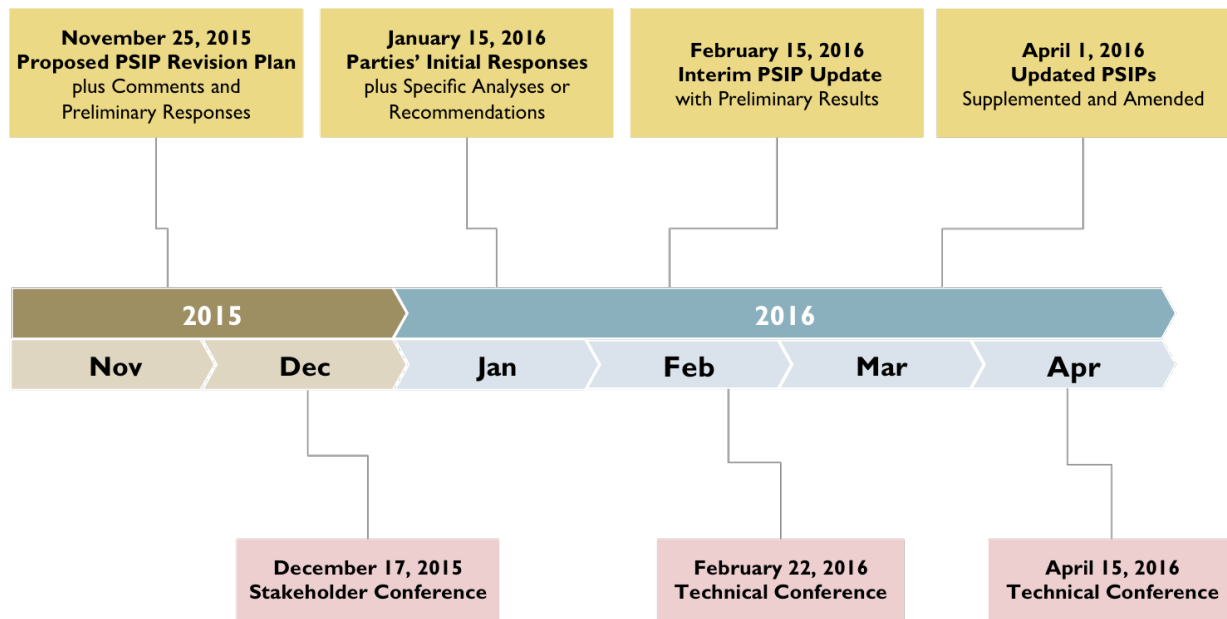 November 25, 2015
Proposed PSIP Revision Plan
plus Comments and
Preliminary Responses
January 15, 2016
Parties’ Initial Responses
plus Specific Analyses or
Recommendations
February 15, 2016
Interim PSIP Update
with Preliminary Results
April 1, 2016
Updated PSIPs
Supplemented and Amended
2015
2016
Nov
Dec
Jan
Feb
Mar
Apr
December 17, 2015
Stakeholder Conference
February 22, 2016
Technical Conference
April 15, 2016
Technical Conference